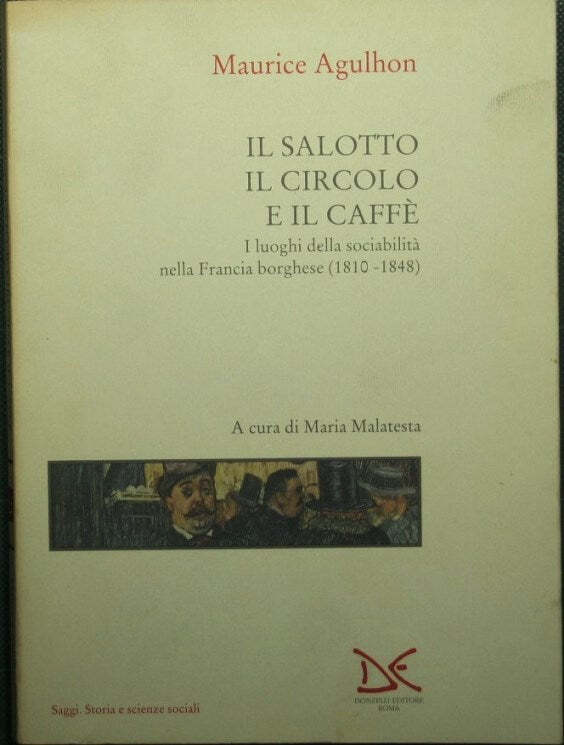 Maurice Agulhon
IL SALOTTO
IL CIRCOLO
E IL CAFFÈ
I luoghi della sociabilità
nella Francia borghese (1810 -1848)
A cura di Maria Malatesta
DE
DONZELLI EDITORE
ROMA
Saggi. Storia e scienze sociali